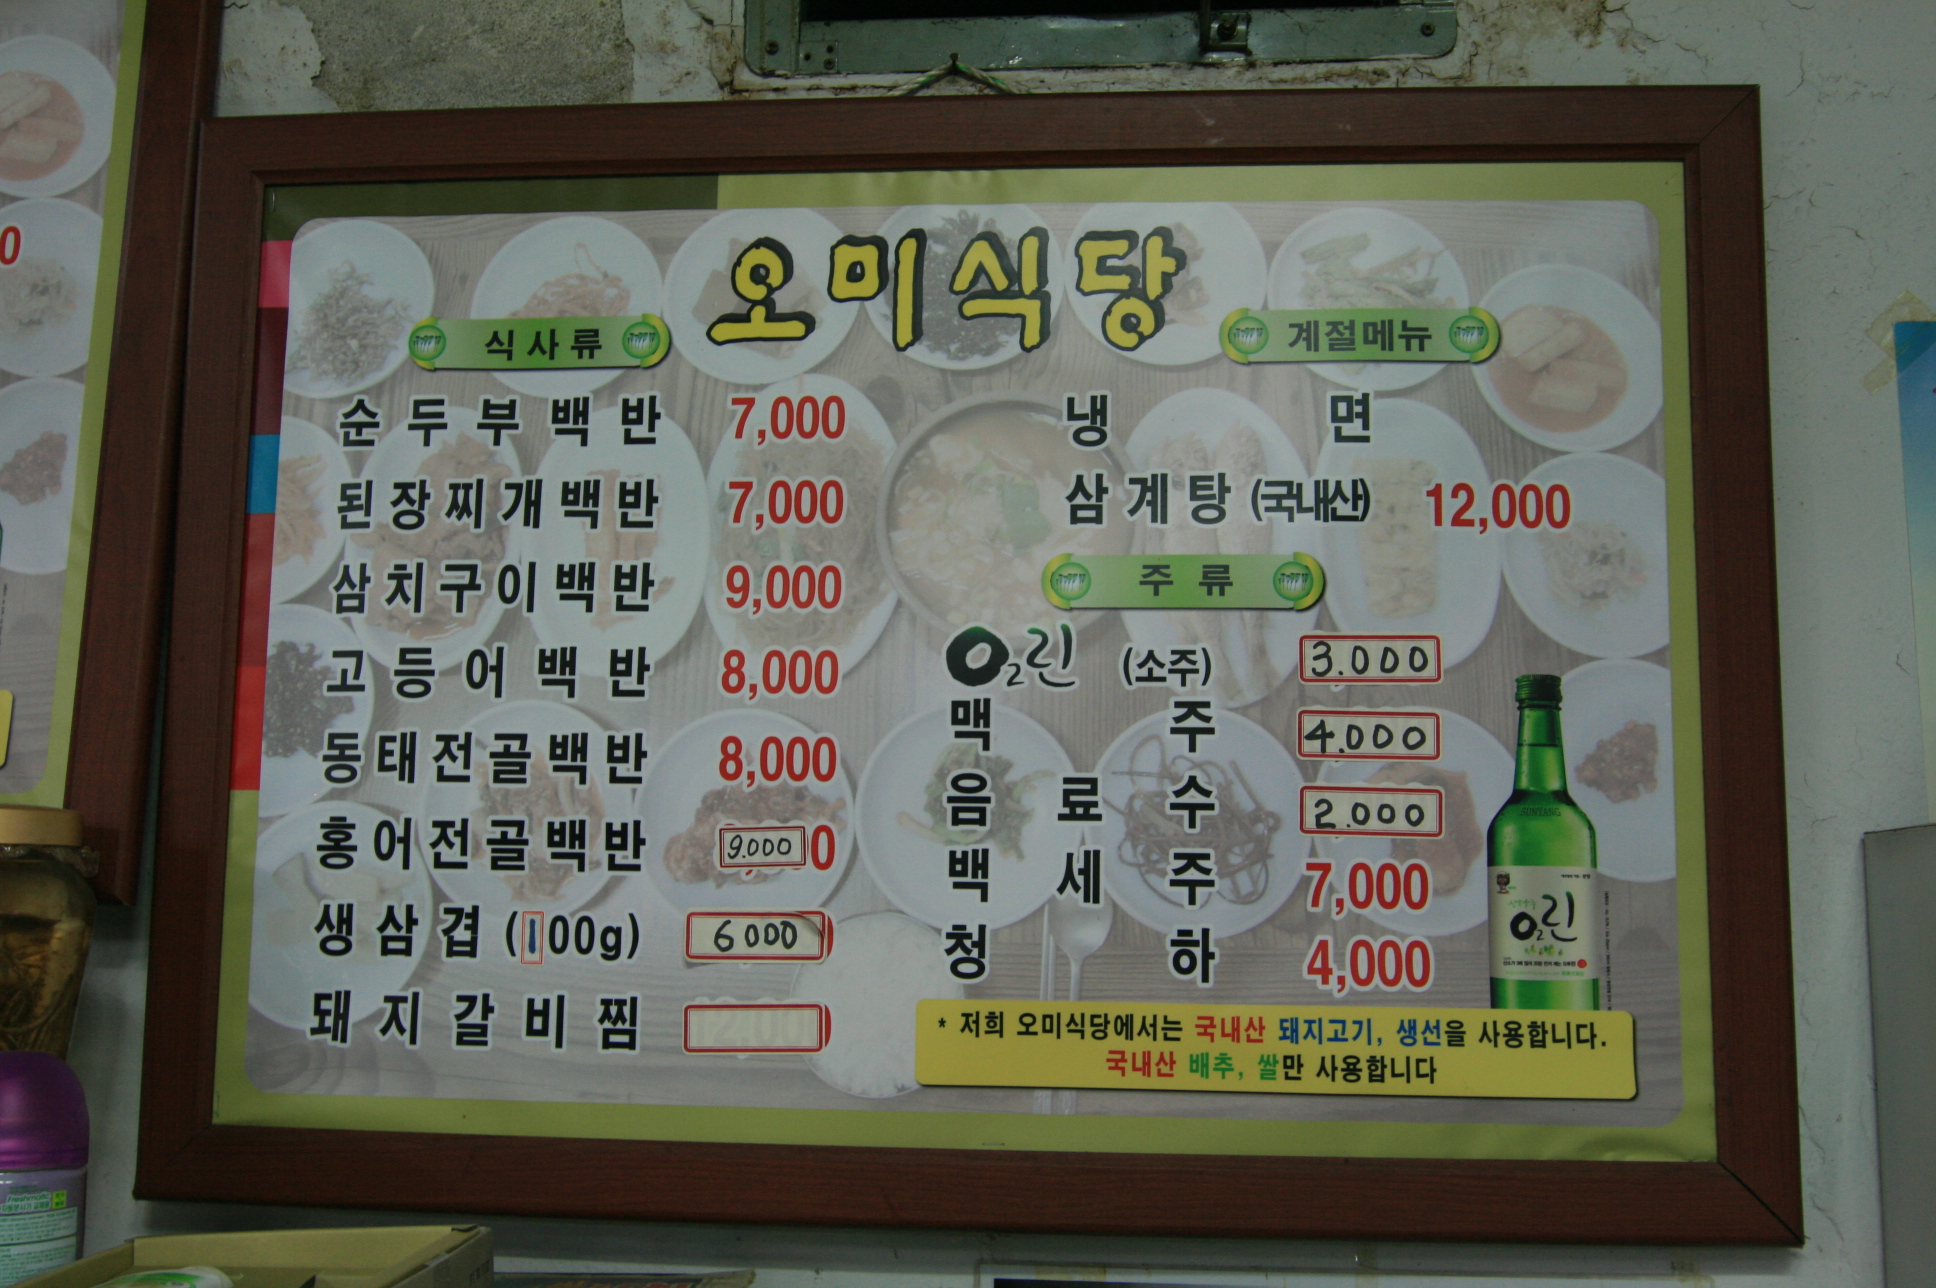 오미식당
식사류
순두부백반 7,000
된장찌개백반 7,000
삼치구이백반 9,000
고등어백반 8,000
동태전골백반 8,000
홍어전골백반 9.000 0
생삼겹 (100g) 6000
돼지갈비찜
계절메뉴
냉면
삼계탕 (국내산) 12,000
주류
O2린 (소주) 3.000
맥주 4.000
음료수 2.000
백세주 7,000
청하 4,000
O2린
* 저희 오미식당에서는 국내산 돼지고기, 생선을 사용합니다.
국내산 배추, 쌀만 사용합니다
0
Freshmatic